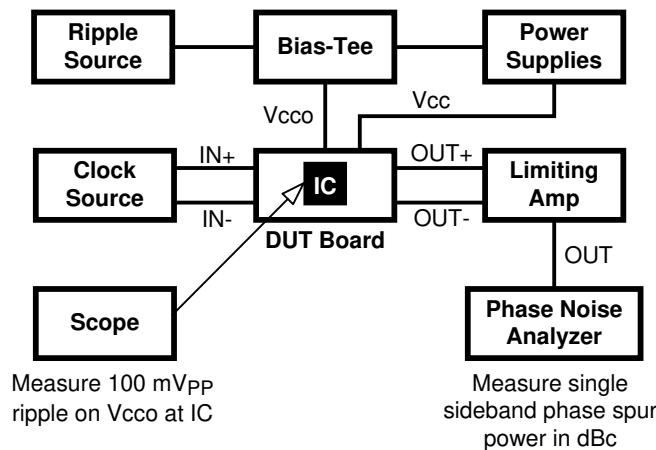 Ripple
Source
Bias-Tee
Power
Supplies
Vcco
Vcc
Clock
Source
IN+
IN-
IC
DUT Board
OUT+
OUT-
Limiting
Amp
OUT
Scope
Phase Noise
Analyzer
Measure 100 mVPP
ripple on Vcco at IC
Measure single
sideband phase spur
power in dBc